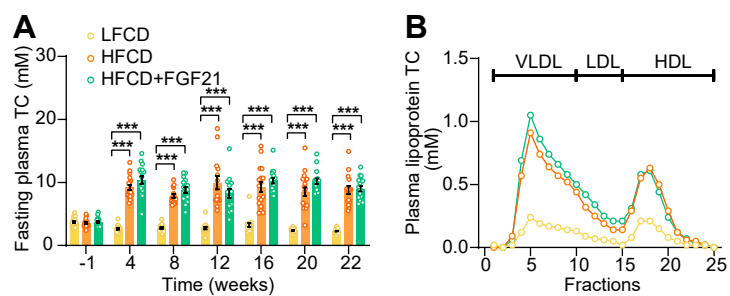 A
LFCD
HFCD
HFCD+FGF21
Fasting plasma TC (mM)
30
20
10
0
*** *** *** *** *** ***
*** *** *** *** *** ***
-1 4 8 12 16 20 22
Time (weeks)
B
Plasma lipoprotein TC
(mM)
VLDL LDL HDL
1.5
1.0
0.5
0.0
0 5 10 15 20 25
Fractions